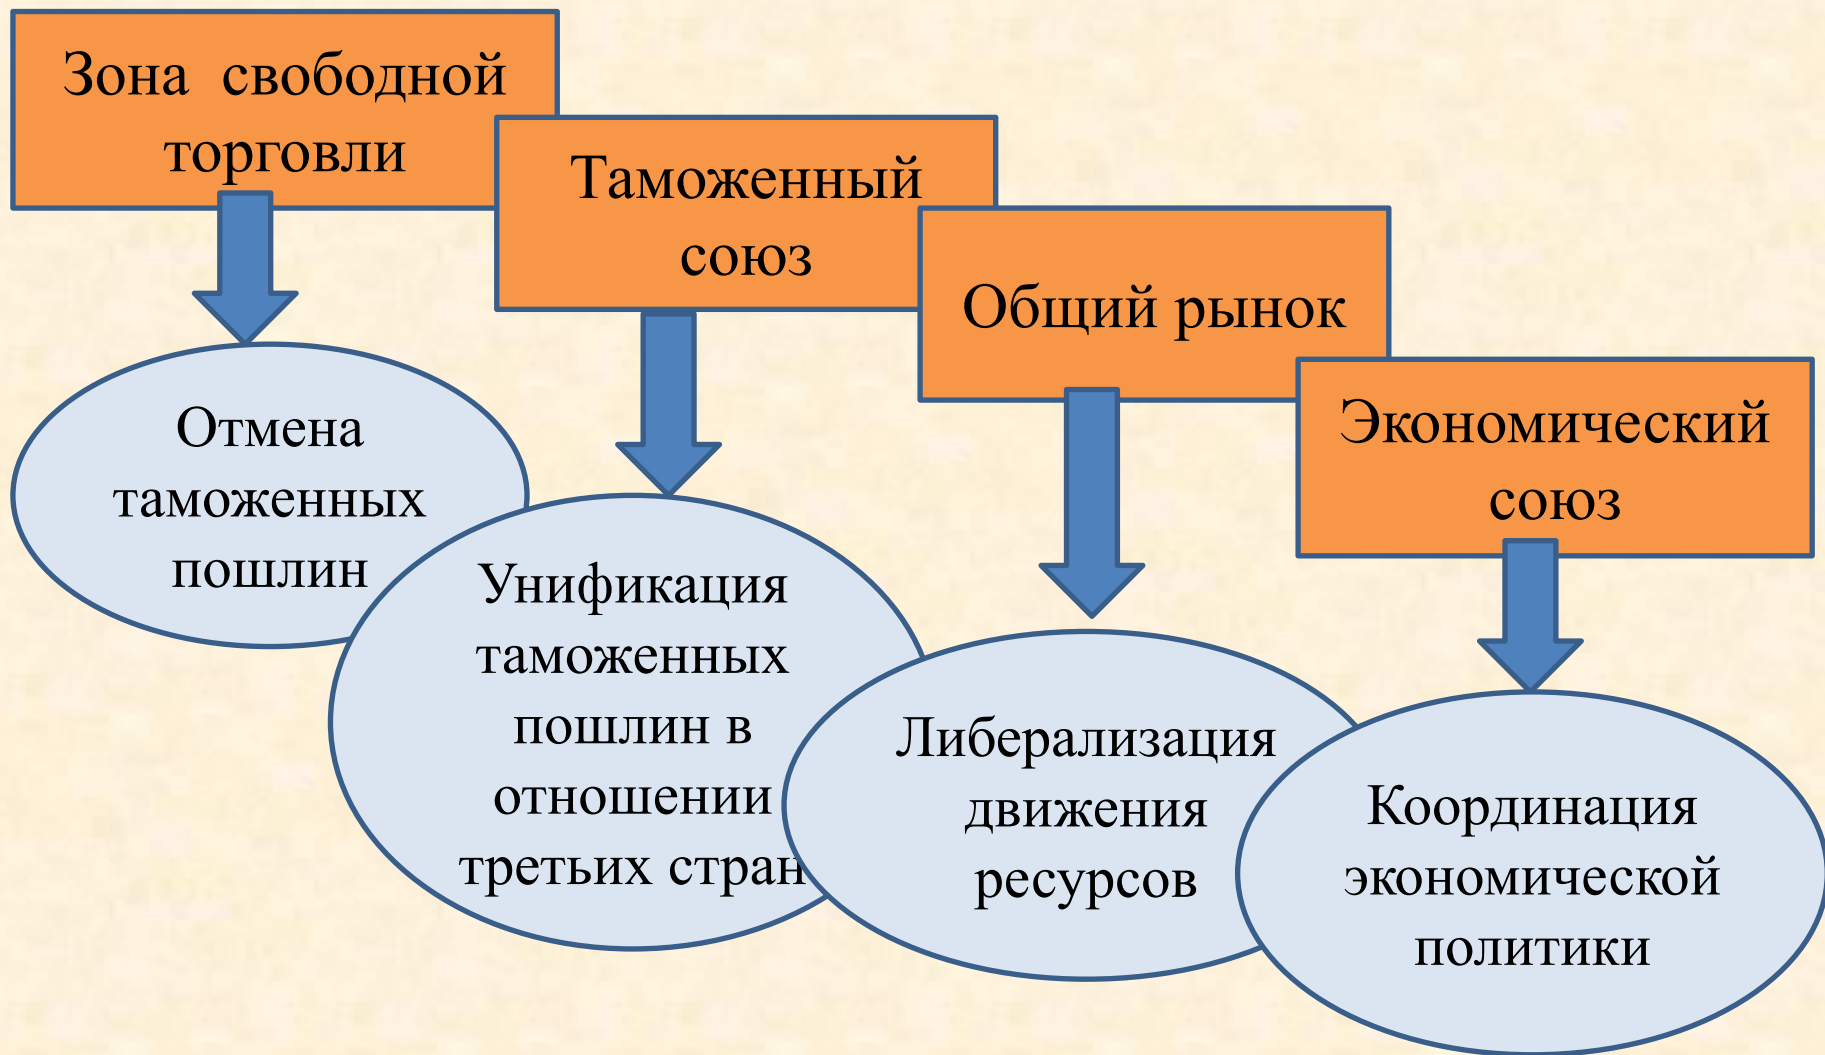 Зона свободной
торговли
Таможенный
союз
Общий рынок
Экономический
союз
Отмена
таможенных
пошлин
Унификация
таможенных
пошлин в
отношении
третьих стран
Либерализация
движения
ресурсов
Координация
экономической
политики